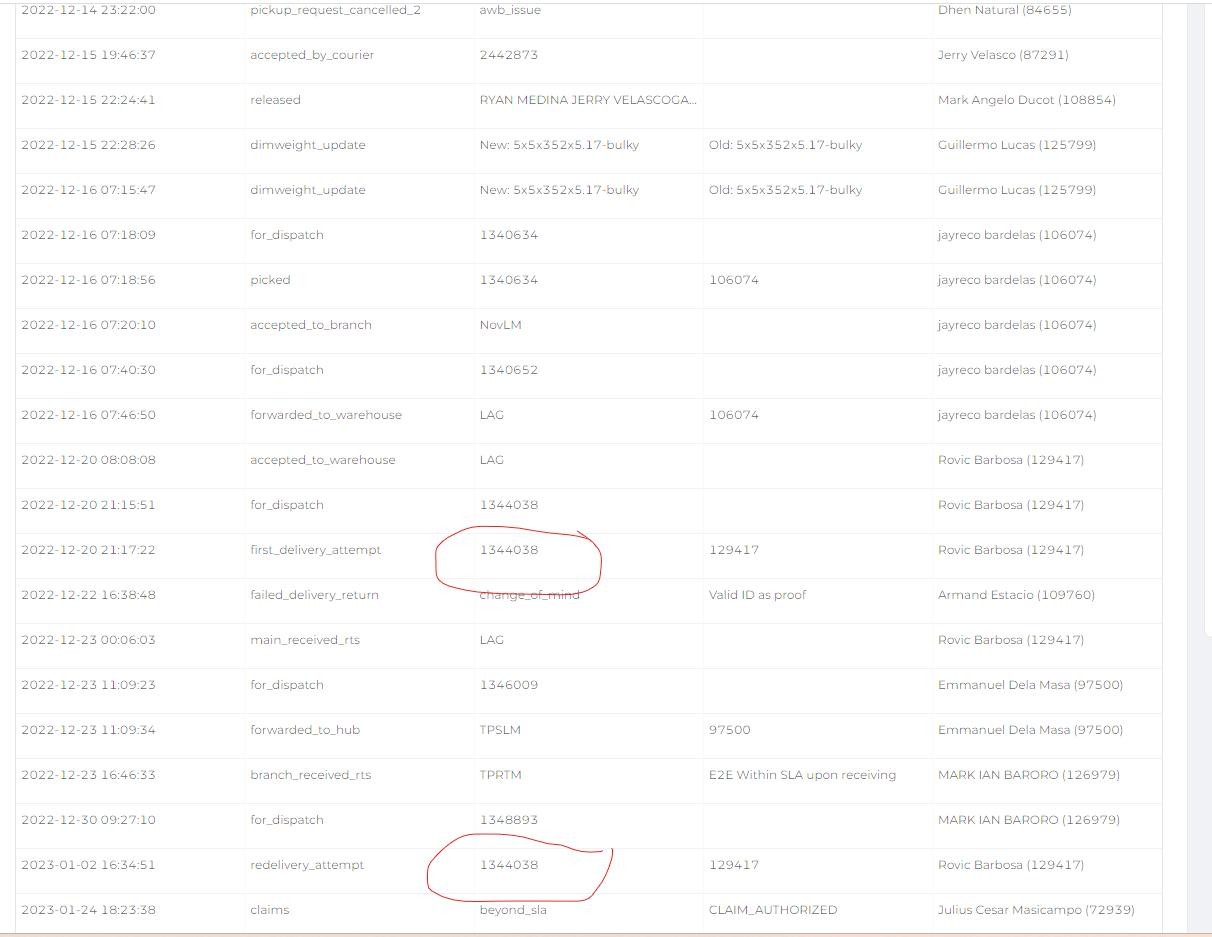 2022-12-14 23:22:00 pickup_request_cancelled_2 awb_issue Dhen Natural (84655)
2022-12-15 19:46:37 accepted_by_courier 2442873 Jerry Velasco (87291)
2022-12-15 22:24:41 released RYAN MEDINA JERRY VELASCOGA... Mark Angelo Ducot (108854)
2022-12-15 22:28:26 dimweight_update New: 5x5x352x5.17-bulky Old: 5x5x352x5.17-bulky Guillermo Lucas (125799)
2022-12-16 07:15:47 dimweight_update New: 5x5x352x5.17-bulky Old: 5x5x352x5.17-bulky Guillermo Lucas (125799)
2022-12-16 07:18:09 for_dispatch 1340634 jayreco bardelas (106074)
2022-12-16 07:18:56 picked 1340634 106074 jayreco bardelas (106074)
2022-12-16 07:20:10 accepted_to_branch NovLM jayreco bardelas (106074)
2022-12-16 07:40:30 for_dispatch 1340652 jayreco bardelas (106074)
2022-12-16 07:46:50 forwarded_to_warehouse LAG 106074 jayreco bardelas (106074)
2022-12-20 08:08:08 accepted_to_warehouse LAG Rovic Barbosa (129417)
2022-12-20 21:15:51 for_dispatch 1344038 Rovic Barbosa (129417)
2022-12-20 21:17:22 first_delivery_attempt 1344038 129417 Rovic Barbosa (129417)
2022-12-22 16:38:48 failed_delivery_return change_of_mind Valid ID as proof Armand Estacio (109760)
2022-12-23 00:06:03 main_received_rts LAG Rovic Barbosa (129417)
2022-12-23 11:09:23 for_dispatch 1346009 Emmanuel Dela Masa (97500)
2022-12-23 11:09:34 forwarded_to_hub TPSLM 97500 Emmanuel Dela Masa (97500)
2022-12-23 16:46:33 branch_received_rts TPRTM E2E Within SLA upon receiving MARK IAN BARORO (126979)
2022-12-30 09:27:10 for_dispatch 1348893 MARK IAN BARORO (126979)
2023-01-02 16:34:51 redelivery_attempt 1344038 129417 Rovic Barbosa (129417)
2023-01-24 18:23:38 claims beyond_sla CLAIM_AUTHORIZED Julius Cesar Masicampo (72939)